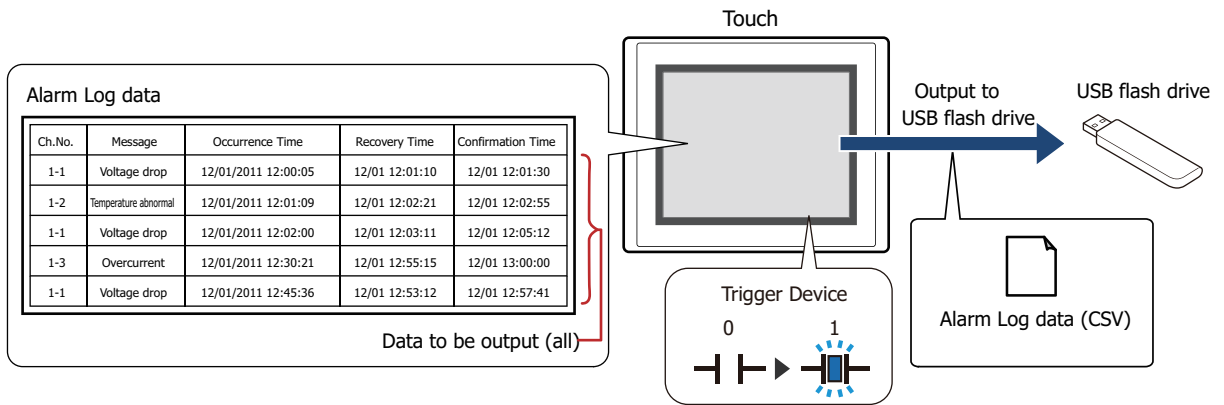 Touch
Alarm Log data
Ch.No. Message Occurrence Time Recovery Time Confirmation Time
1-1 Voltage drop 12/01/2011 12:00:05 12/01 12:01:10 12/01 12:01:30
1-2 Temperature abnormal 12/01/2011 12:01:09 12/01 12:02:21 12/01 12:02:55
1-1 Voltage drop 12/01/2011 12:02:00 12/01 12:03:11 12/01 12:05:12
1-3 Overcurrent 12/01/2011 12:30:21 12/01 12:55:15 12/01 13:00:00
1-1 Voltage drop 12/01/2011 12:45:36 12/01 12:53:12 12/01 12:57:41
Data to be output (all)
Output to
USB flash drive
USB flash drive
Trigger Device
0 1
Alarm Log data (CSV)